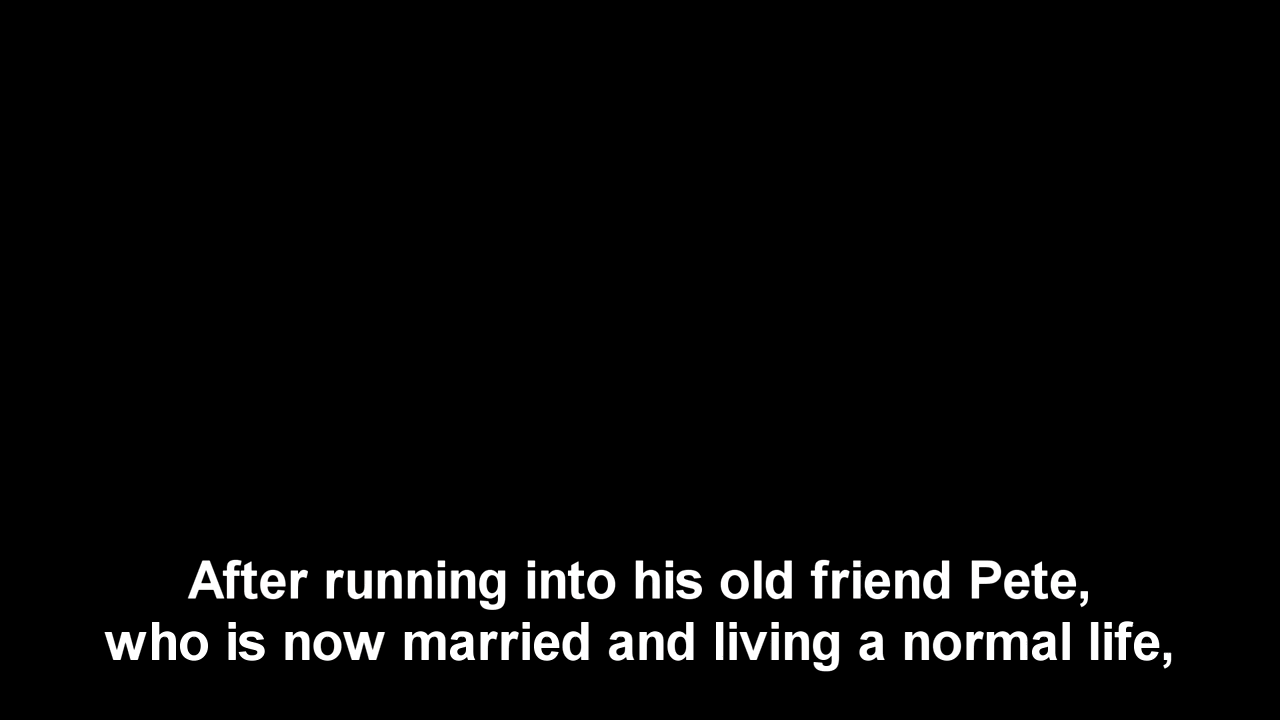 After running into his old friend Pete,
who is now married and living a normal life,